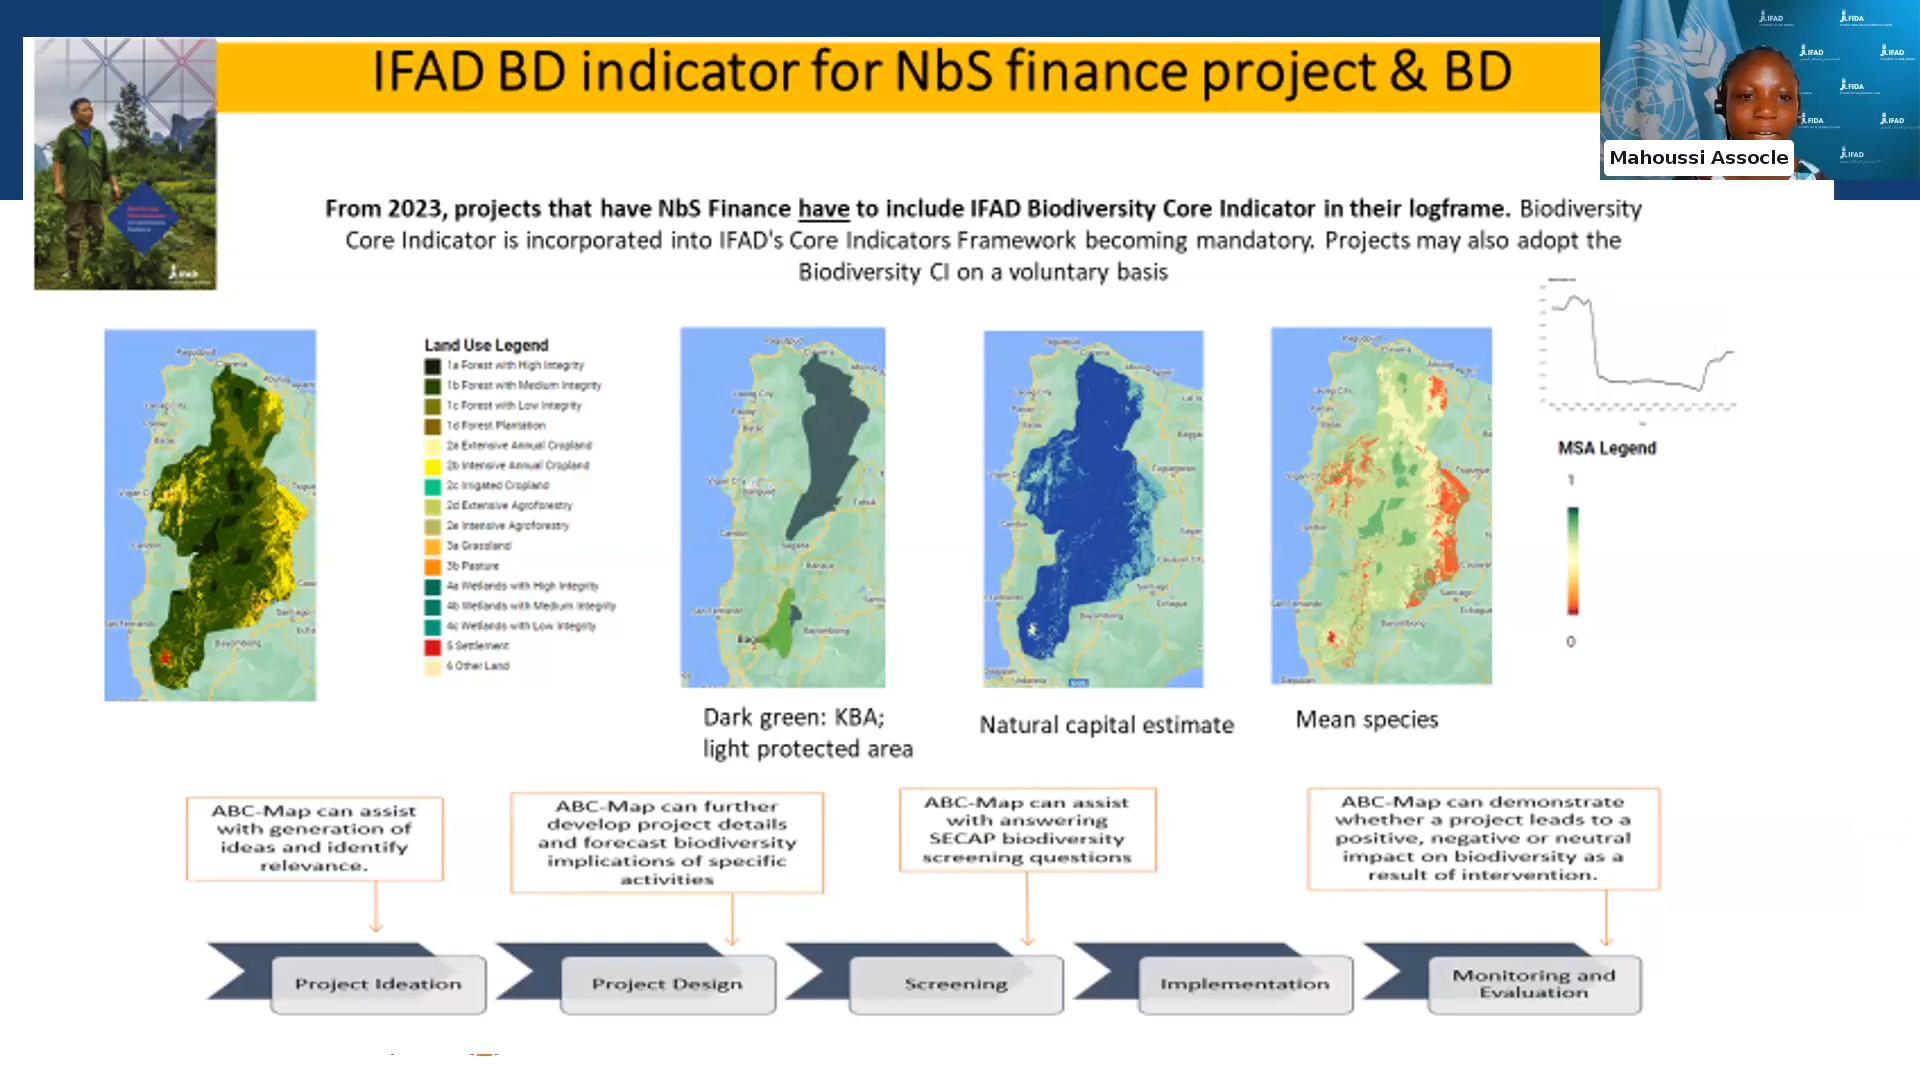 IFAD BD indicator for NbS finance project & BD
Mahoussi Assocle
JLIFAD
From 2023, projects that have NbS Finance have to include IFAD Biodiversity Core Indicator in their logframe. Biodiversity
Core Indicator is incorporated into IFAD's Core Indicators Framework becoming mandatory. Projects may also adopt the
Biodiversity CI on a voluntary basis
Land Use Legend
1a Forest with High Integrity
1b Forest with Medium Integrity
1c Forest with Low Integrity
1d Forest Plantation
2a Extensive Annual Cropland
2b Intensive Annual Cropland
2c Irrigated Cropland
2d Extensive Agroforestry
2e Intensive Agroforestry
3a Grassland
3b Pasture
4a Wetlands with High Integrity
4b Wetlands with Medium Integrity
4c Wetlands with Low Integrity
5 Settlement
6 Other Land
MSA Legend
1
0
Dark green: KBA;
light protected area
Natural capital estimate
Mean species
ABC-Map can assist
with generation of
ideas and identify
relevance.
ABC-Map can further
develop project details
and forecast biodiversity
implications of specific
activities
ABC-Map can assist
with answering
SECAP biodiversity
screening questions
ABC-Map can demonstrate
whether a project leads to a
positive, negative or neutral
impact on biodiversity as a
result of intervention.
Project Ideation
Project Design
Screening
Implementation
Monitoring and
Evaluation